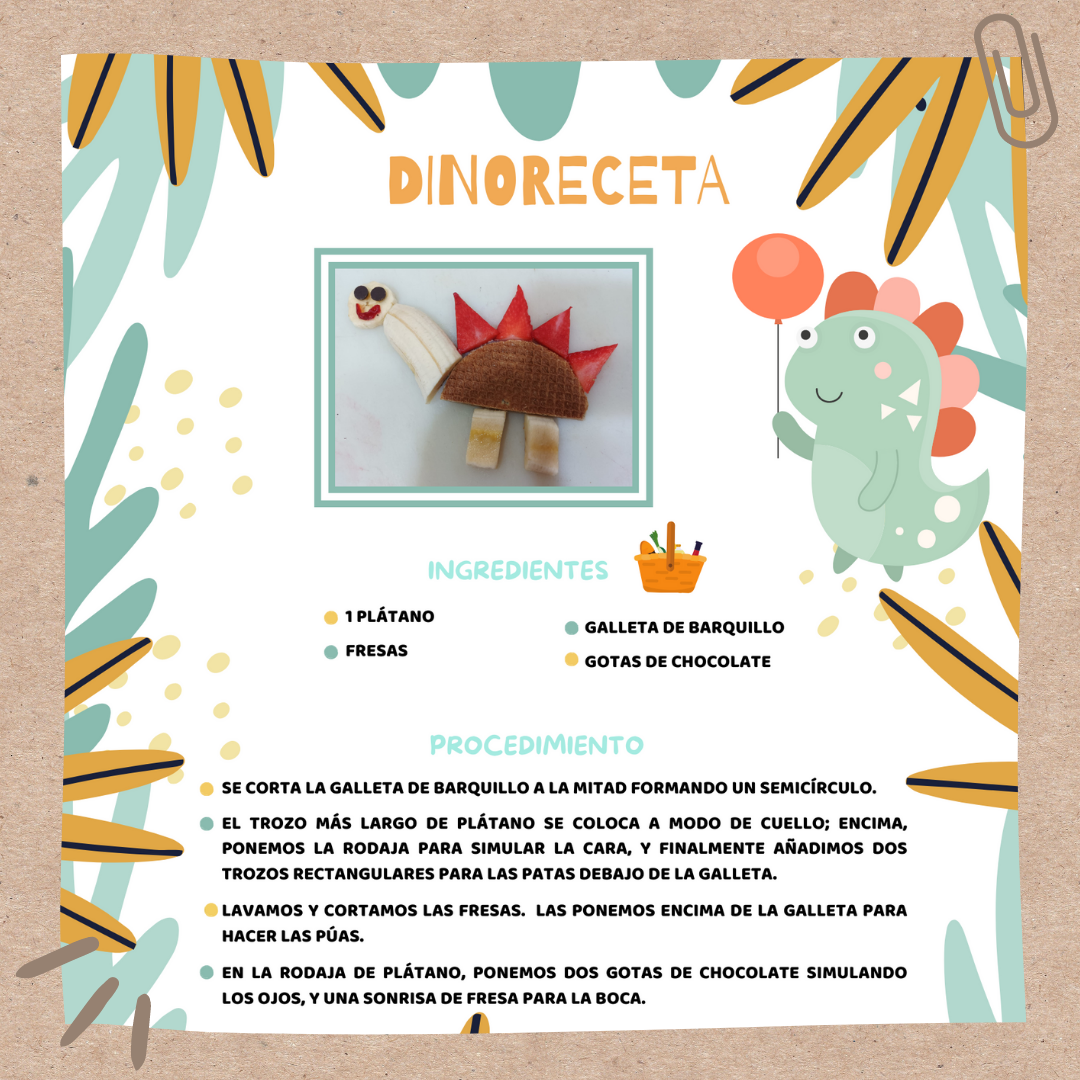 DINORECETA
INGREDIENTES
1 PLÁTANO
FRESAS
GALLETA DE BARQUILLO
GOTAS DE CHOCOLATE
PROCEDIMIENTO
SE CORTA LA GALLETA DE BARQUILLO A LA MITAD FORMANDO UN SEMICÍRCULO.
EL TROZO MÁS LARGO DE PLÁTANO SE COLOCA A MODO DE CUELLO; ENCIMA,
PONEMOS LA RODAJA PARA SIMULAR LA CARA, Y FINALMENTE AÑADIMOS DOS
TROZOS RECTANGULARES PARA LAS PATAS DEBAJO DE LA GALLETA.
LAVAMOS Y CORTAMOS LAS FRESAS. LAS PONEMOS ENCIMA DE LA GALLETA PARA
HACER LAS PÚAS.
EN LA RODAJA DE PLÁTANO, PONEMOS DOS GOTAS DE CHOCOLATE SIMULANDO
LOS OJOS, Y UNA SONRISA DE FRESA PARA LA BOCA.